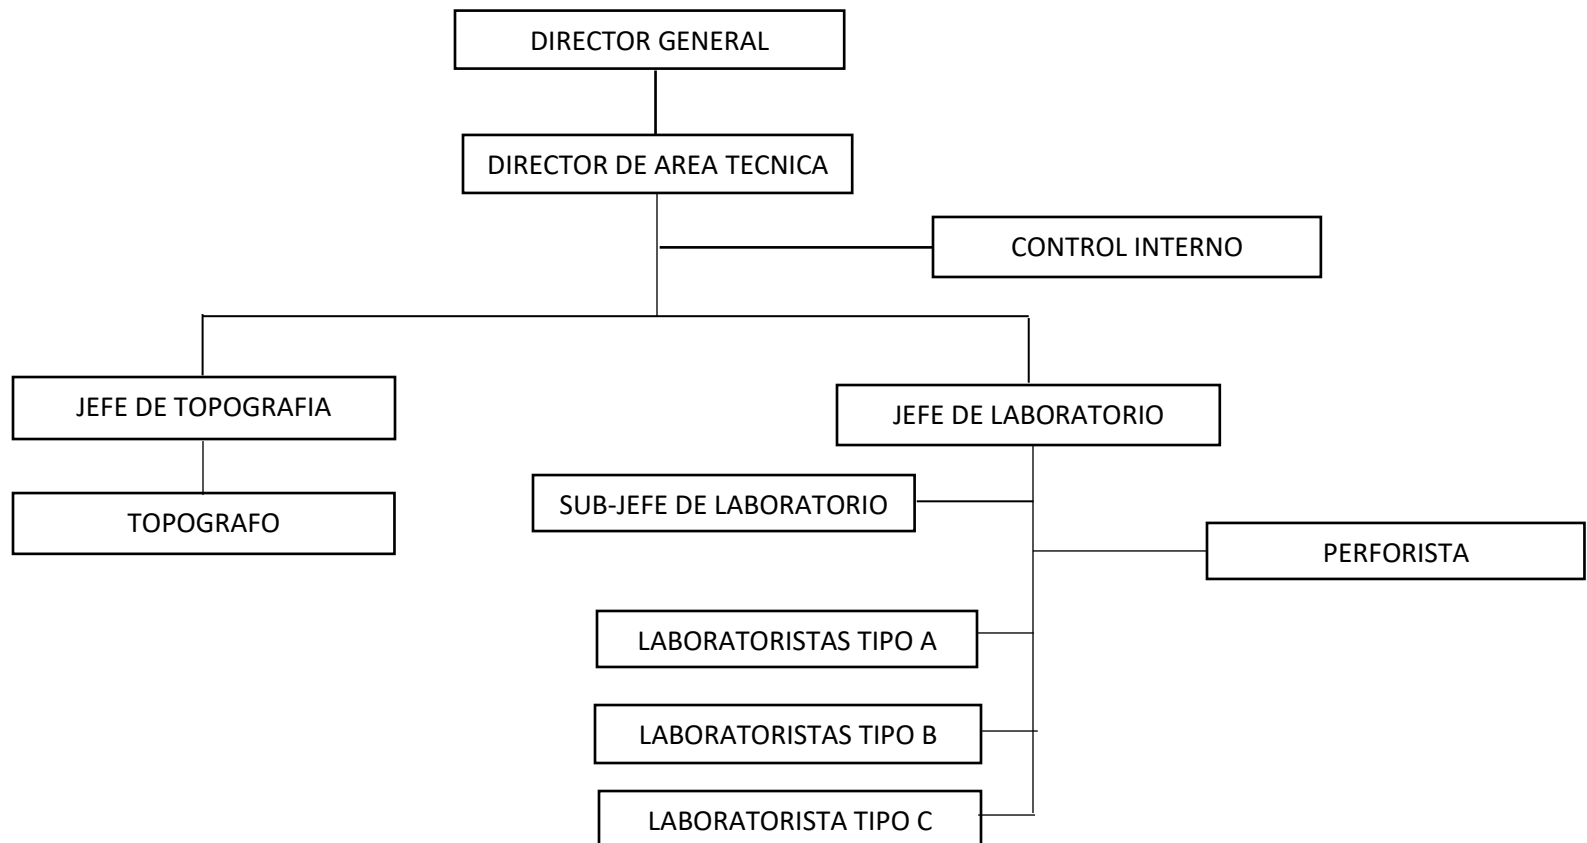 DIRECTOR GENERAL
DIRECTOR DE AREA TECNICA
CONTROL INTERNO
JEFE DE TOPOGRAFIA
JEFE DE LABORATORIO
SUB-JEFE DE LABORATORIO
TOPOGRAFO
PERFORISTA
LABORATORISTAS TIPO A
LABORATORISTAS TIPO B
LABORATORISTA TIPO C